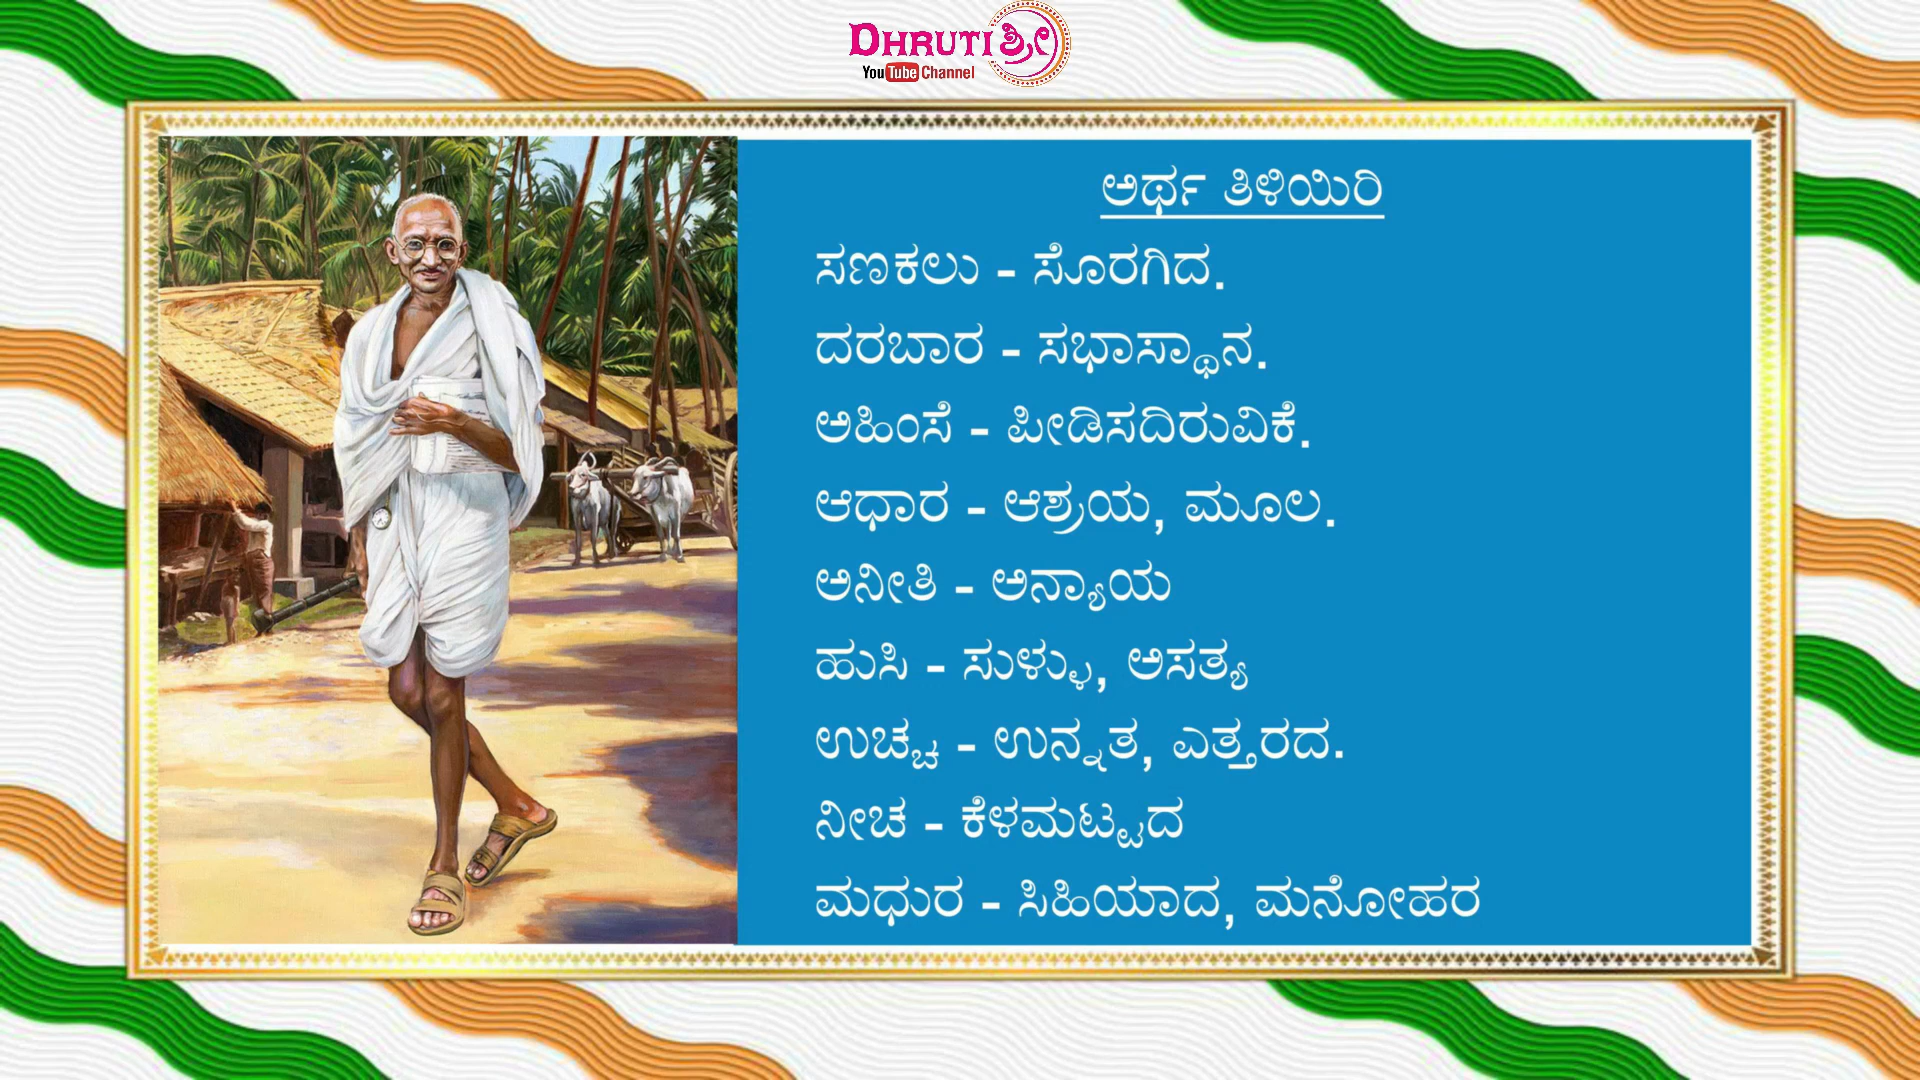 DHRUTI ಶ್ರೀ
YouTube Channel
ಅರ್ಥ ತಿಳಿಯಿರಿ
ಸಣಕಲು - ಸೊರಗಿದ.
ದರಬಾರ - ಸಭಾಸ್ಥಾನ.
ಅಹಿಂಸೆ - ಪೀಡಿಸದಿರುವಿಕೆ.
ಆಧಾರ - ಆಶ್ರಯ, ಮೂಲ.
ಅನೀತಿ - ಅನ್ಯಾಯ
ಹುಸಿ - ಸುಳ್ಳು, ಅಸತ್ಯ
ಉಚ್ಚ - ಉನ್ನತ, ಎತ್ತರದ.
ನೀಚ - ಕೆಳಮಟ್ಟದ
ಮಧುರ - ಸಿಹಿಯಾದ, ಮನೋಹರ